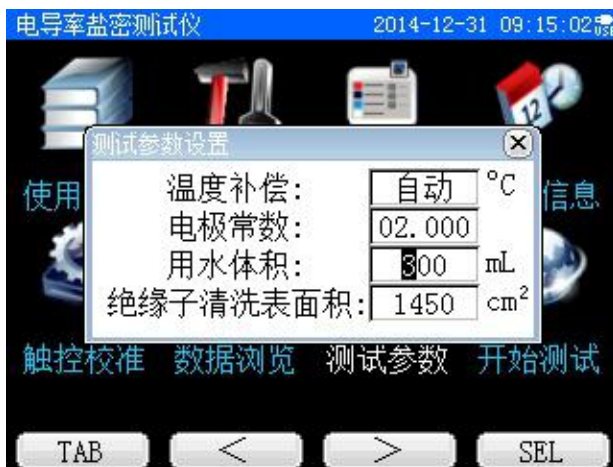 电导率盐密测试仪 2014-12-31 09:15:02 USB
测试参数设置
使用
温度补偿: 自动 °C
信息
电极常数: 02.000
用水体积: 300 mL
绝缘子清洗表面积: 1450 cm²
触控校准 数据浏览 测试参数 开始测试
TAB < > SEL